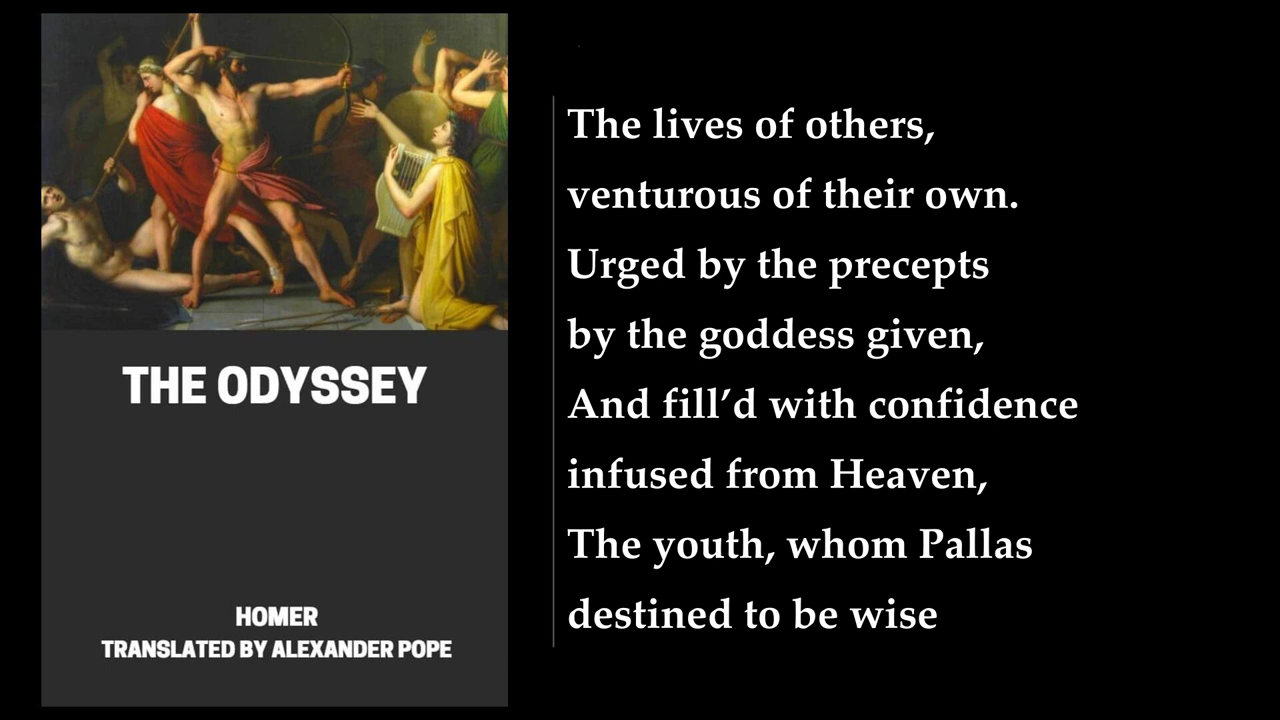 THE ODYSSEY
HOMER
TRANSLATED BY ALEXANDER POPE
The lives of others,
venturous of their own.
Urged by the precepts
by the goddess given,
And fill’d with confidence
infused from Heaven,
The youth, whom Pallas
destined to be wise